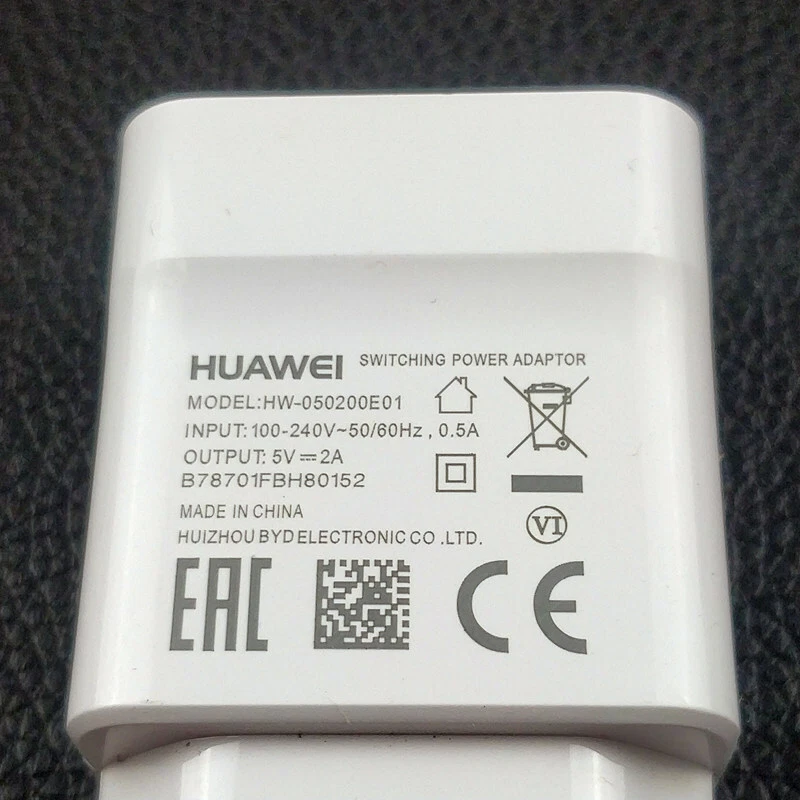 HUAWEI SWITCHING POWER ADAPTOR
MODEL:HW-050200E01
INPUT: 100-240V~50/60Hz , 0.5A
OUTPUT: 5V⎓2A
B78701FBH80152
MADE IN CHINA
HUIZHOU BYD ELECTRONIC CO .LTD.
VI
EAC CE